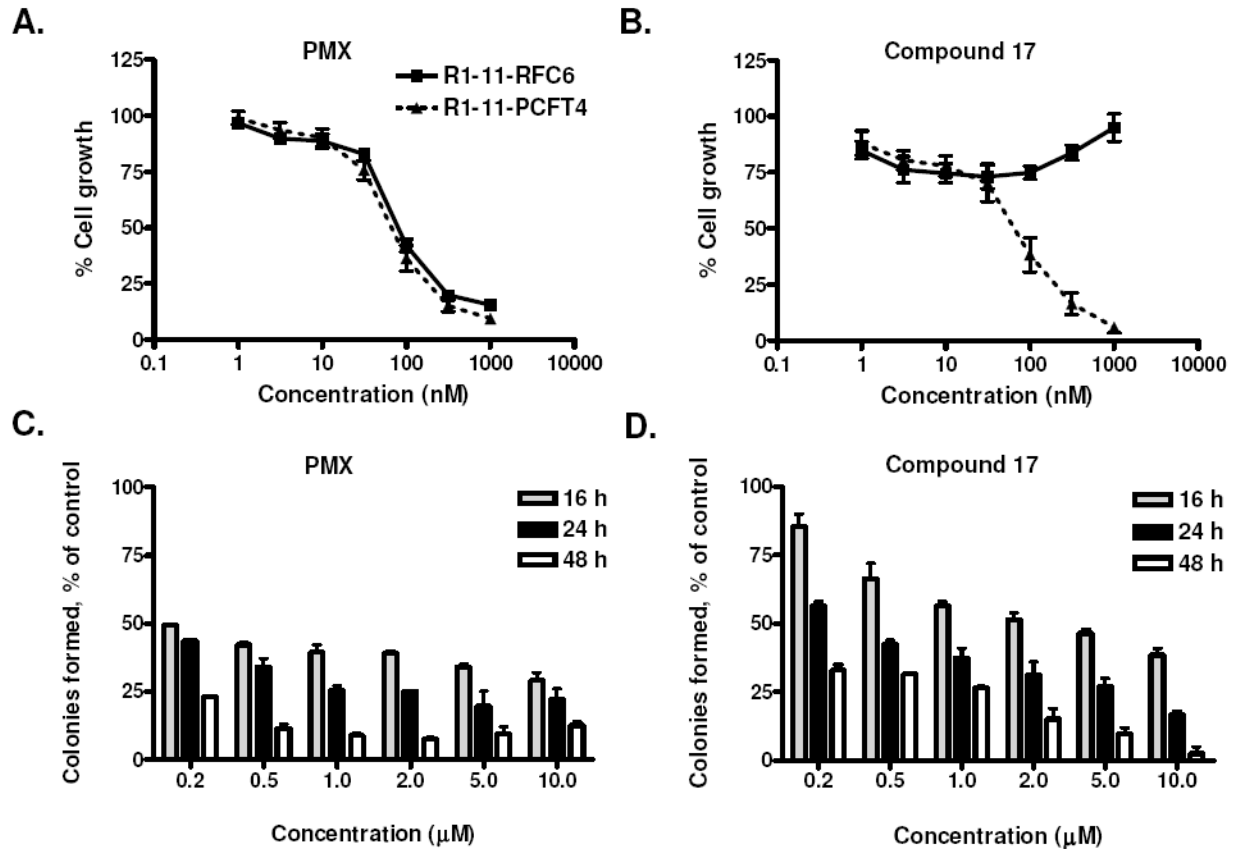 A.
PMX
125
100
75
50
25
0
% Cell growth
R1-11-RFC6
R1-11-PCFT4
0.1 1 10 100 1000 10000
Concentration (nM)
B.
Compound 17
125
100
75
50
25
0
% Cell growth
0.1 1 10 100 1000 10000
Concentration (nM)
C.
PMX
100
75
50
25
0
Colonies formed, % of control
16 h
24 h
48 h
0.2 0.5 1.0 2.0 5.0 10.0
Concentration (μM)
D.
Compound 17
100
75
50
25
0
Colonies formed, % of control
16 h
24 h
48 h
0.2 0.5 1.0 2.0 5.0 10.0
Concentration (μM)